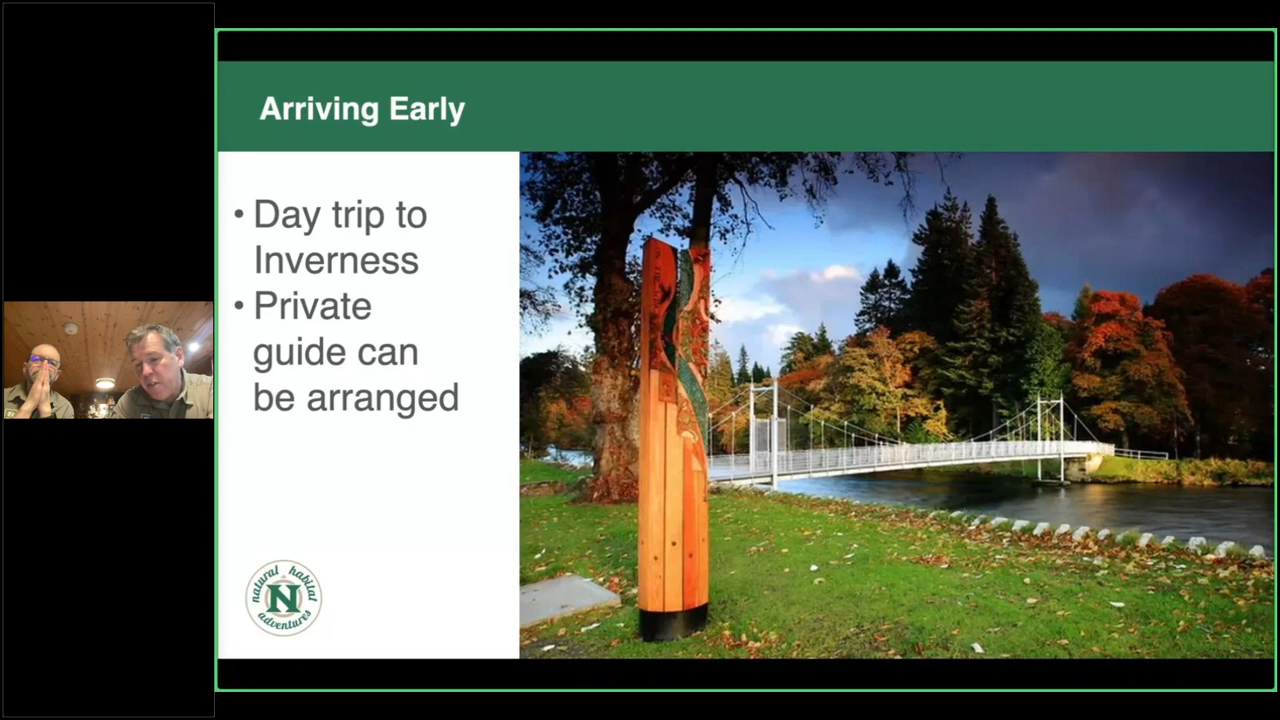 Arriving Early
• Day trip to
Inverness
• Private
guide can
be arranged
natural habitat
N
adventures